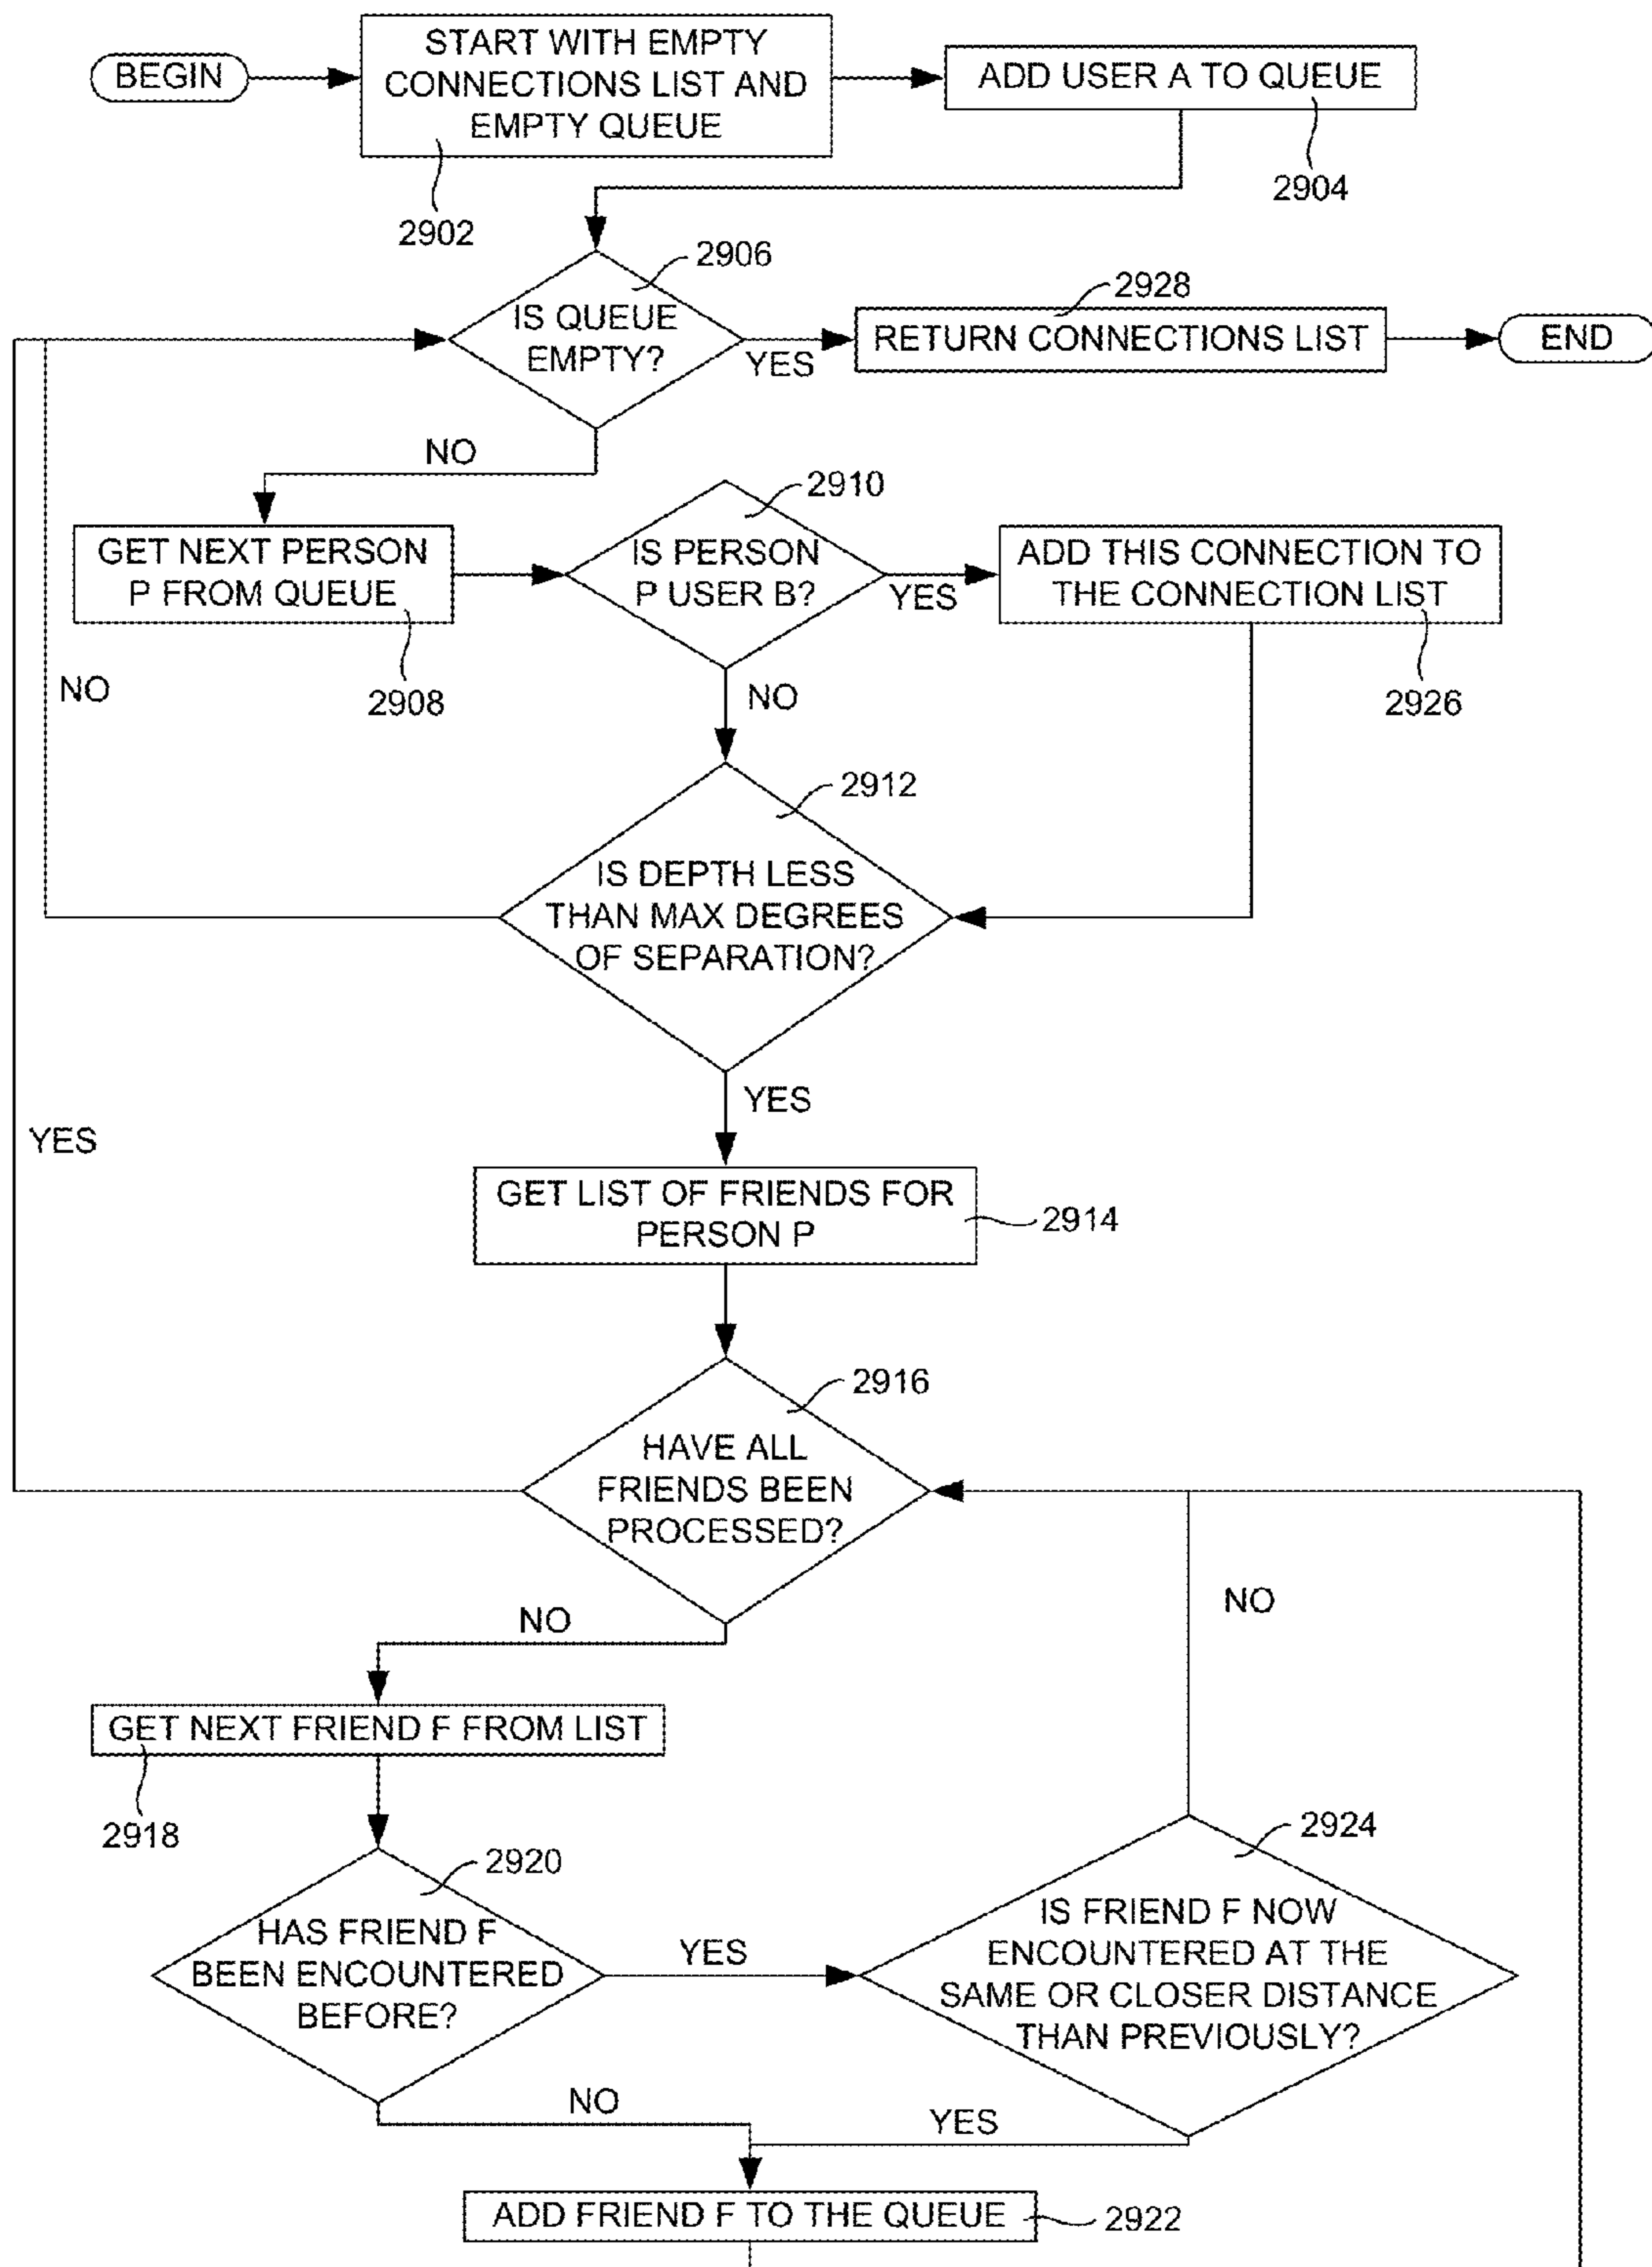 BEGIN
START WITH EMPTY
CONNECTIONS LIST AND
EMPTY QUEUE
2902
ADD USER A TO QUEUE
2904
2906
IS QUEUE
EMPTY?
YES
2928
RETURN CONNECTIONS LIST
END
NO
GET NEXT PERSON
P FROM QUEUE
2908
2910
IS PERSON
P USER B?
YES
ADD THIS CONNECTION TO
THE CONNECTION LIST
2926
NO
NO
2912
IS DEPTH LESS
THAN MAX DEGREES
OF SEPARATION?
YES
YES
GET LIST OF FRIENDS FOR
PERSON P
2914
2916
HAVE ALL
FRIENDS BEEN
PROCESSED?
NO
NO
GET NEXT FRIEND F FROM LIST
2918
2920
HAS FRIEND F
BEEN ENCOUNTERED
BEFORE?
YES
2924
IS FRIEND F NOW
ENCOUNTERED AT THE
SAME OR CLOSER DISTANCE
THAN PREVIOUSLY?
NO
YES
ADD FRIEND F TO THE QUEUE
2922